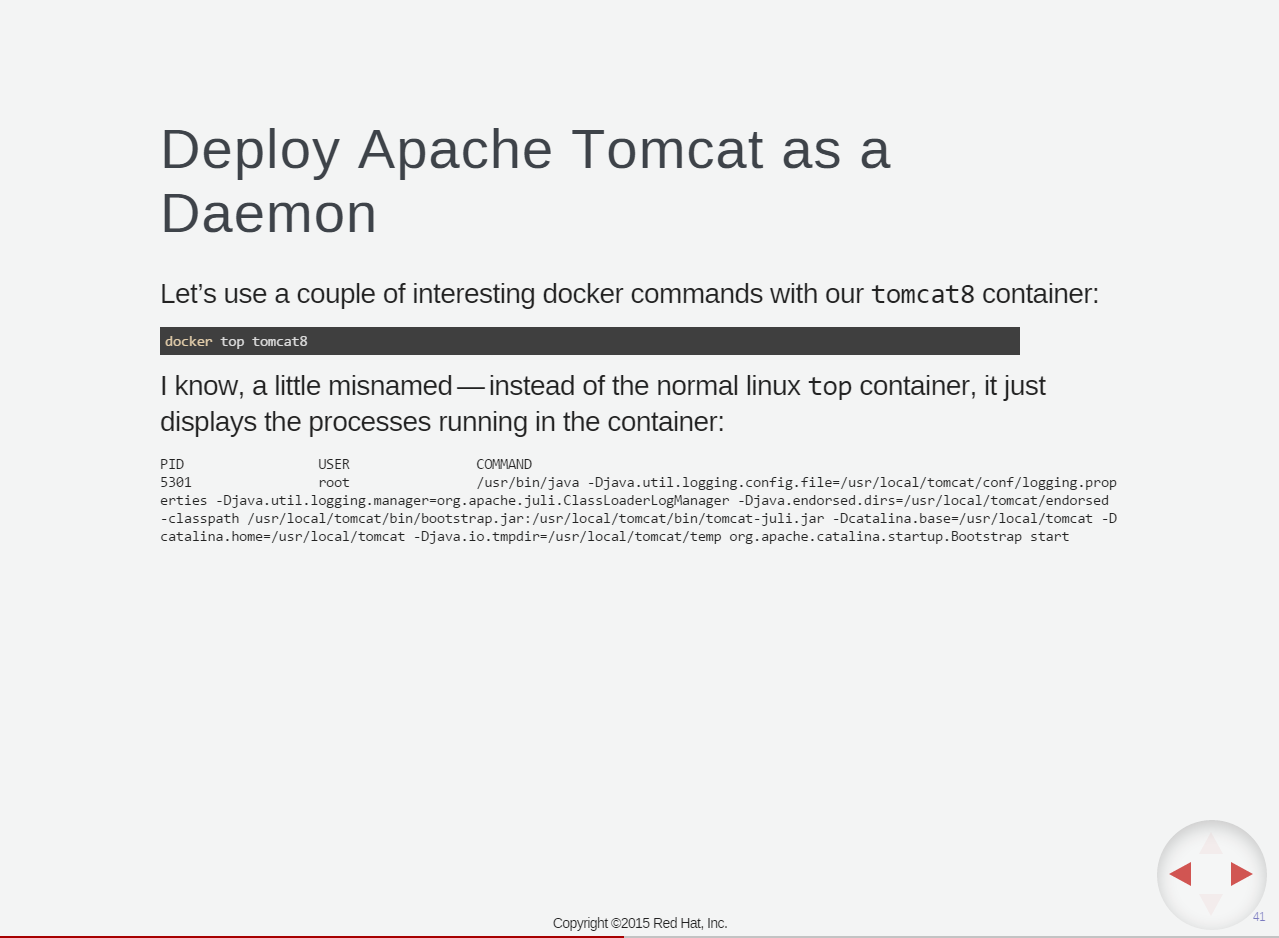 Deploy Apache Tomcat as a
Daemon
Let’s use a couple of interesting docker commands with our tomcat8 container:
docker top tomcat8
I know, a little misnamed — instead of the normal linux top container, it just
displays the processes running in the container:
PID                 USER                COMMAND
5301                root                /usr/bin/java -Djava.util.logging.config.file=/usr/local/tomcat/conf/logging.prop
erties -Djava.util.logging.manager=org.apache.juli.ClassLoaderLogManager -Djava.endorsed.dirs=/usr/local/tomcat/endorsed
-classpath /usr/local/tomcat/bin/bootstrap.jar:/usr/local/tomcat/bin/tomcat-juli.jar -Dcatalina.base=/usr/local/tomcat -D
catalina.home=/usr/local/tomcat -Djava.io.tmpdir=/usr/local/tomcat/temp org.apache.catalina.startup.Bootstrap start
41
Copyright ©2015 Red Hat, Inc.